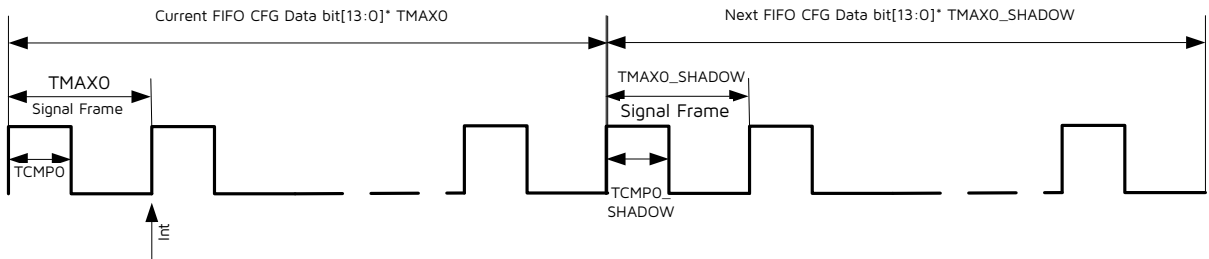 Current FIFO CFG Data bit[13:0]* TMAX0
Next FIFO CFG Data bit[13:0]* TMAX0_SHADOW
TMAX0
Signal Frame
TMAX0_SHADOW
Signal Frame
TCMP0
TCMP0_
SHADOW
Int